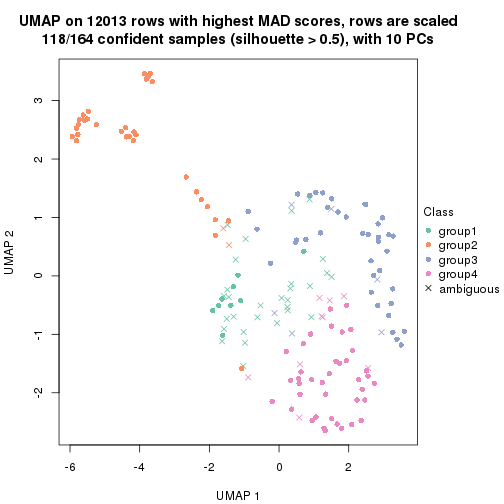 UMAP on 12013 rows with highest MAD scores, rows are scaled
118/164 confident samples (silhouette > 0.5), with 10 PCs
3
2
1
0
-1
-2
UMAP 2
-6
-4
-2
0
2
UMAP 1
Class
group1
group2
group3
group4
ambiguous